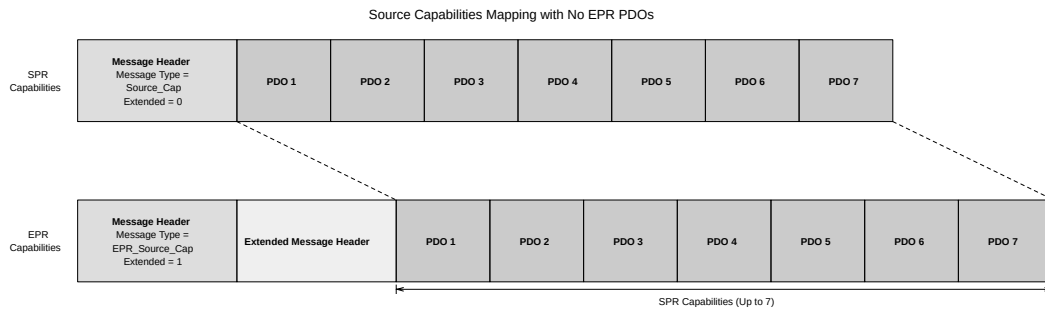 Source Capabilities Mapping with No EPR PDOs
SPR
Capabilities
Message Header
Message Type =
Source_Cap
Extended = 0
PDO 1
PDO 2
PDO 3
PDO 4
PDO 5
PDO 6
PDO 7
EPR
Capabilities
Message Header
Message Type =
EPR_Source_Cap
Extended = 1
Extended Message Header
PDO 1
PDO 2
PDO 3
PDO 4
PDO 5
PDO 6
PDO 7
SPR Capabilities (Up to 7)